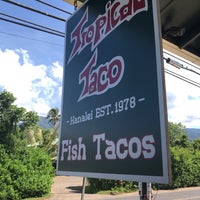 Tropical
Taco
- Hanalei EST. 1978 -
Fish Tacos